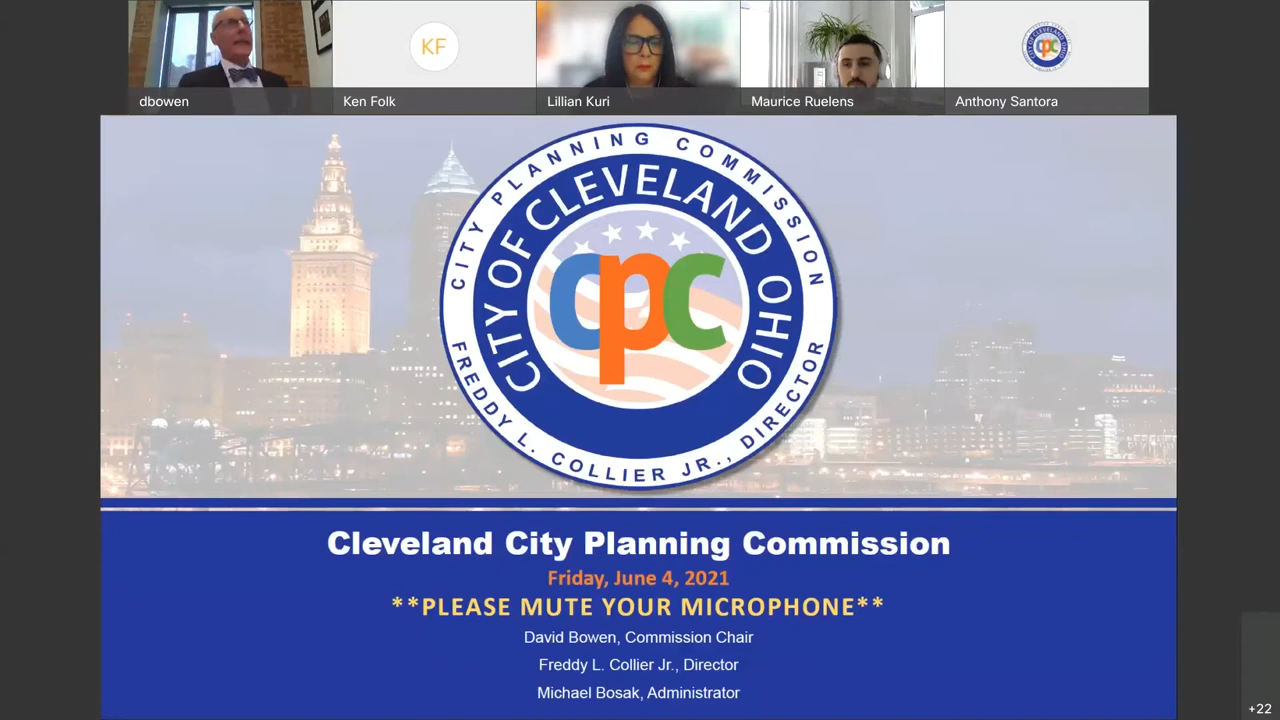 dbowen
KF
Ken Folk
Lillian Kuri
Maurice Ruelens
cpc
Anthony Santora
CITY PLANNING COMMISSION
CITY OF CLEVELAND OHIO
cpc
FREDDY L. COLLIER JR., DIRECTOR
Cleveland City Planning Commission
Friday, June 4, 2021
**PLEASE MUTE YOUR MICROPHONE**
David Bowen, Commission Chair
Freddy L. Collier Jr., Director
Michael Bosak, Administrator
+22